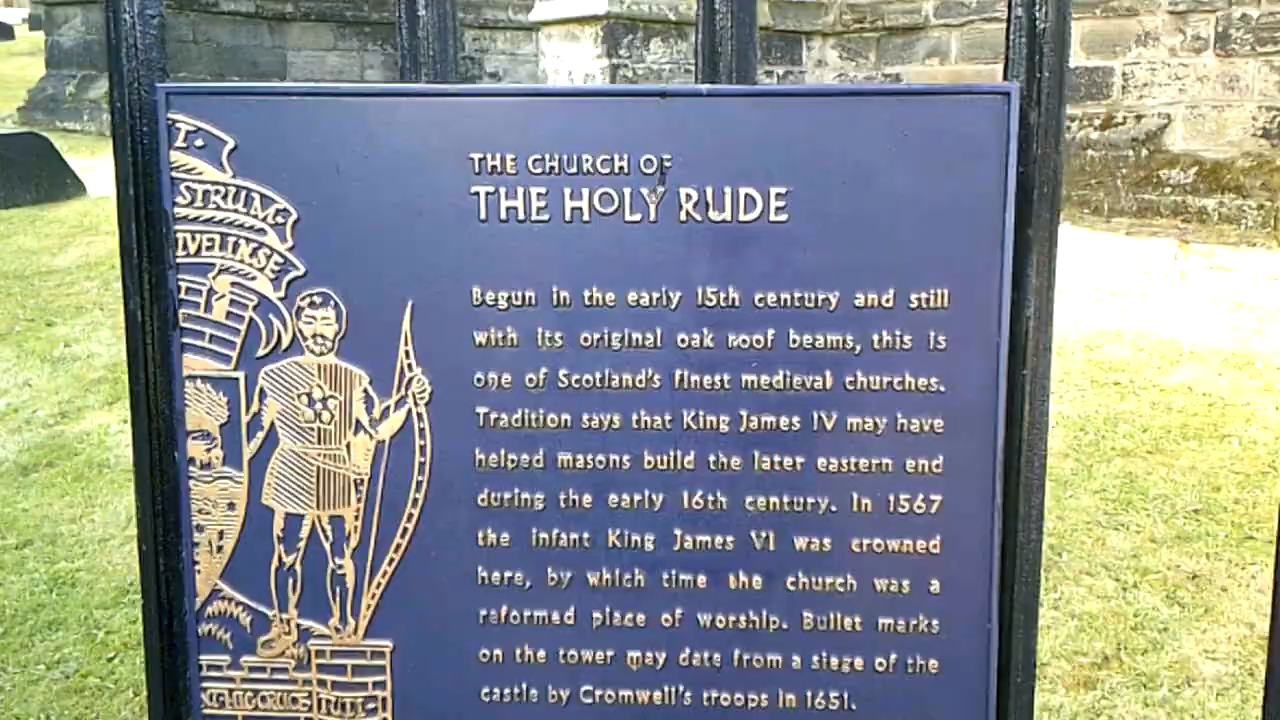 T.
STRUM.
IVELINSE
THE CHURCH OF
THE HOLY RUDE
Begun in the early 15th century and still
with its original oak roof beams, this is
one of Scotland's finest medieval churches.
Tradition says that King James IV may have
helped masons build the later eastern end
during the early 16th century. In 1567
the infant King James VI was crowned
here, by which time the church was a
reformed place of worship. Bullet marks
on the tower may date from a siege of the
castle by Cromwell's troops in 1651.